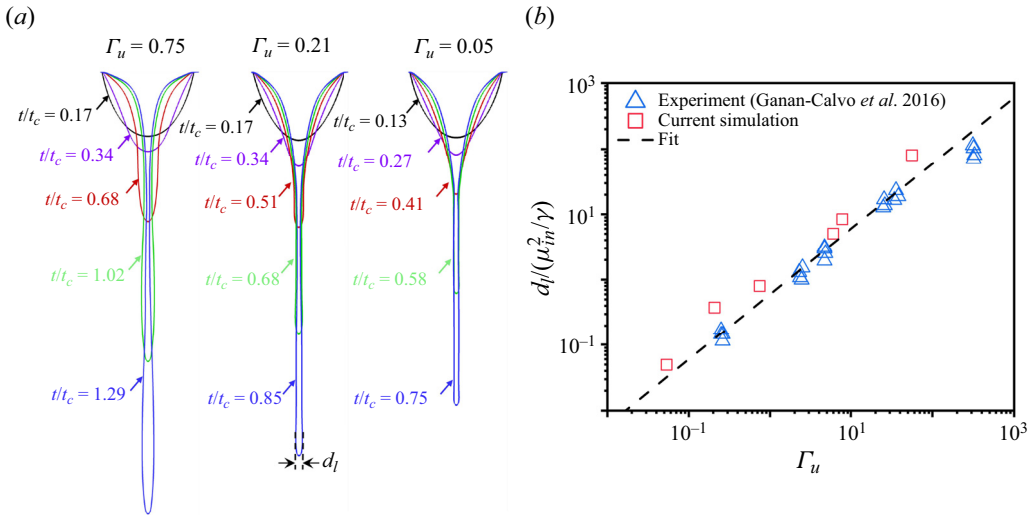 (a)
Γu = 0.75
Γu = 0.21
Γu = 0.05
t/tc = 0.17
t/tc = 0.34
t/tc = 0.68
t/tc = 1.02
t/tc = 1.29
t/tc = 0.17
t/tc = 0.34
t/tc = 0.51
t/tc = 0.68
t/tc = 0.85
dl
t/tc = 0.13
t/tc = 0.27
t/tc = 0.41
t/tc = 0.58
t/tc = 0.75
(b)
10³
10¹
10⁻¹
dl/(μ²in/γ)
Experiment (Ganan-Calvo et al. 2016)
Current simulation
Fit
10⁻¹
10¹
10³
Γu